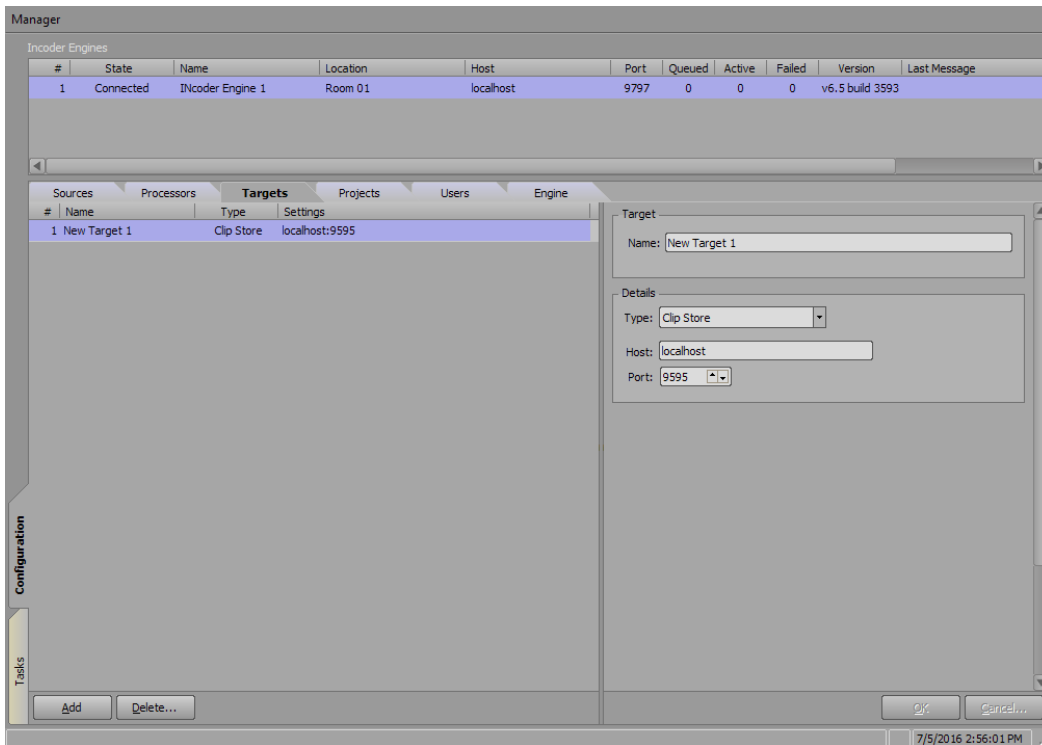 Manager
Incoder Engines
# State Name Location Host Port Queued Active Failed Version Last Message
1 Connected INcoder Engine 1 Room 01 localhost 9797 0 0 0 v6.5 build 3593
Sources Processors Targets Projects Users Engine
# Name Type Settings
1 New Target 1 Clip Store localhost:9595
Target
Name: New Target 1
Details
Type: Clip Store
Host: localhost
Port: 9595
Configuration
Tasks
Add Delete... OK Cancel...
7/5/2016 2:56:01 PM